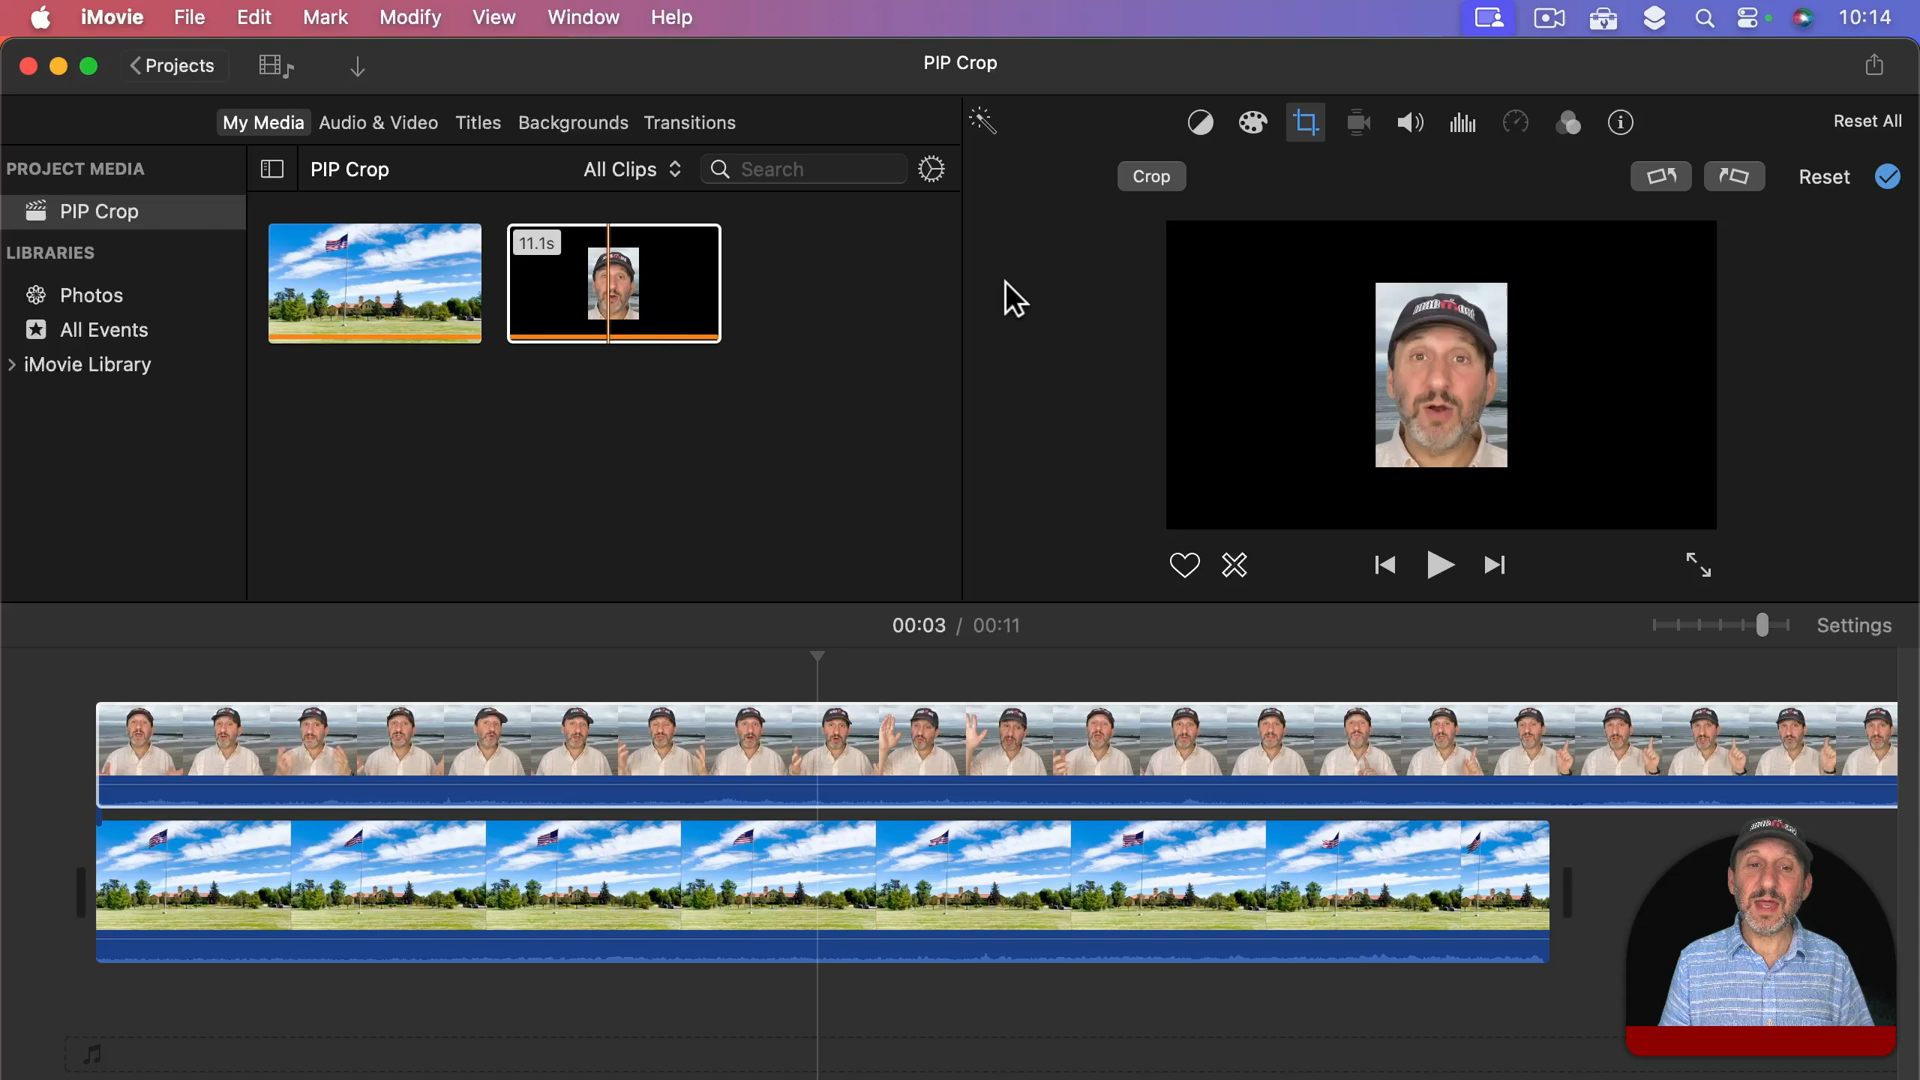 iMovie File Edit Mark Modify View Window Help 10:14
Projects PIP Crop
My Media Audio & Video Titles Backgrounds Transitions Reset All
PROJECT MEDIA PIP Crop All Clips Search Crop Reset
PIP Crop
LIBRARIES
11.1s
Photos
All Events
iMovie Library
00:03 / 00:11 Settings